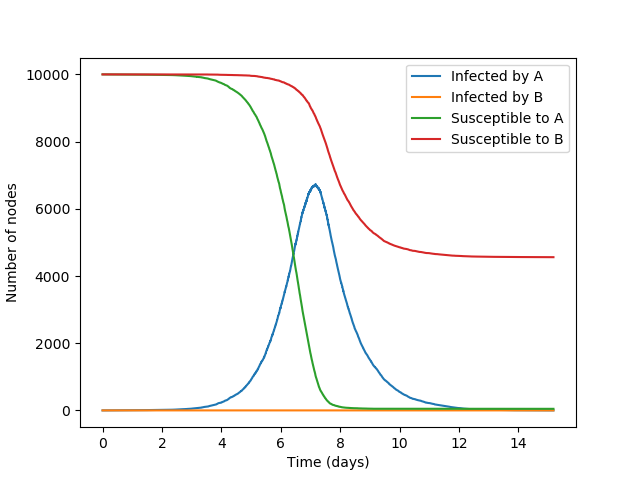 Infected by A
Infected by B
Susceptible to A
Susceptible to B
Number of nodes
10000
8000
6000
4000
2000
0
0 2 4 6 8 10 12 14
Time (days)